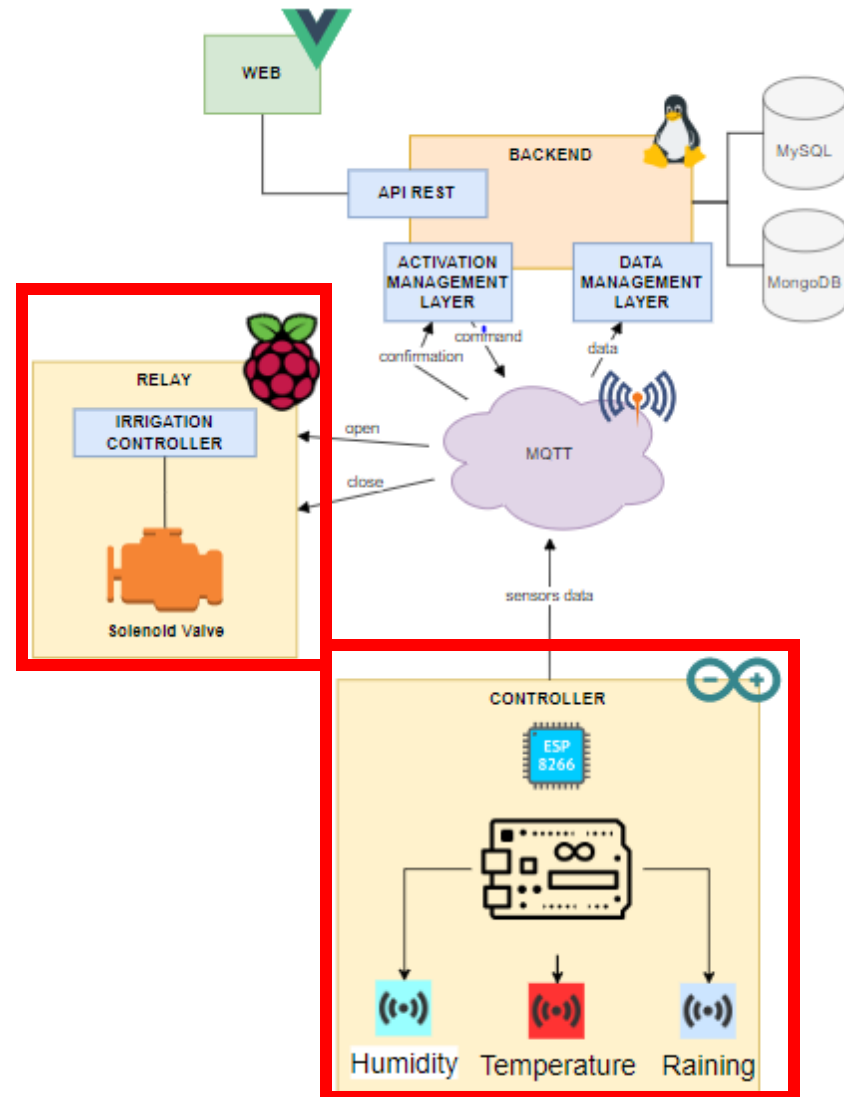 WEB
BACKEND
MySQL
API REST
ACTIVATION
MANAGEMENT
LAYER
DATA
MANAGEMENT
LAYER
MongoDB
command
confirmation
data
RELAY
IRRIGATION
CONTROLLER
open
MQTT
close
Solenoid Valve
sensors data
CONTROLLER
ESP
8266
Humidity
Temperature
Raining